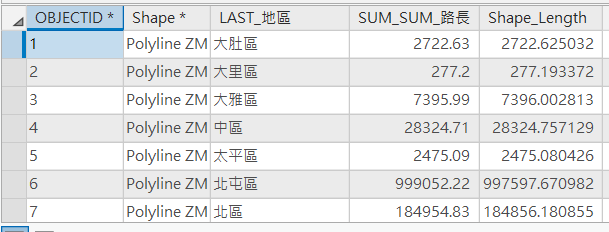 OBJECTID * Shape * LAST_地區 SUM_SUM_路長 Shape_Length
1 Polyline ZM 大肚區 2722.63 2722.625032
2 Polyline ZM 大里區 277.2 277.193372
3 Polyline ZM 大雅區 7395.99 7396.002813
4 Polyline ZM 中區 28324.71 28324.757129
5 Polyline ZM 太平區 2475.09 2475.080426
6 Polyline ZM 北屯區 999052.22 997597.670982
7 Polyline ZM 北區 184954.83 184856.180855